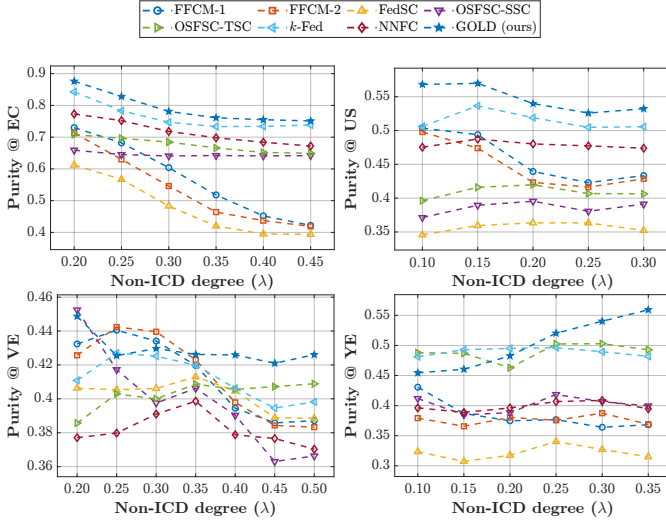 FFCM-1 FFCM-2 FedSC OSFSC-SSC
OSFSC-TSC k-Fed NNFC GOLD (ours)
Purity @ EC
0.9
0.8
0.7
0.6
0.5
0.4
0.20 0.25 0.30 0.35 0.40 0.45
Non-ICD degree (λ)
Purity @ US
0.55
0.5
0.45
0.40
0.35
0.10 0.15 0.20 0.25 0.30
Non-ICD degree (λ)
Purity @ VE
0.46
0.44
0.42
0.40
0.38
0.36
0.20 0.25 0.30 0.35 0.40 0.45 0.50
Non-ICD degree (λ)
Purity @ YE
0.55
0.5
0.45
0.4
0.35
0.3
0.10 0.15 0.20 0.25 0.30 0.35
Non-ICD degree (λ)